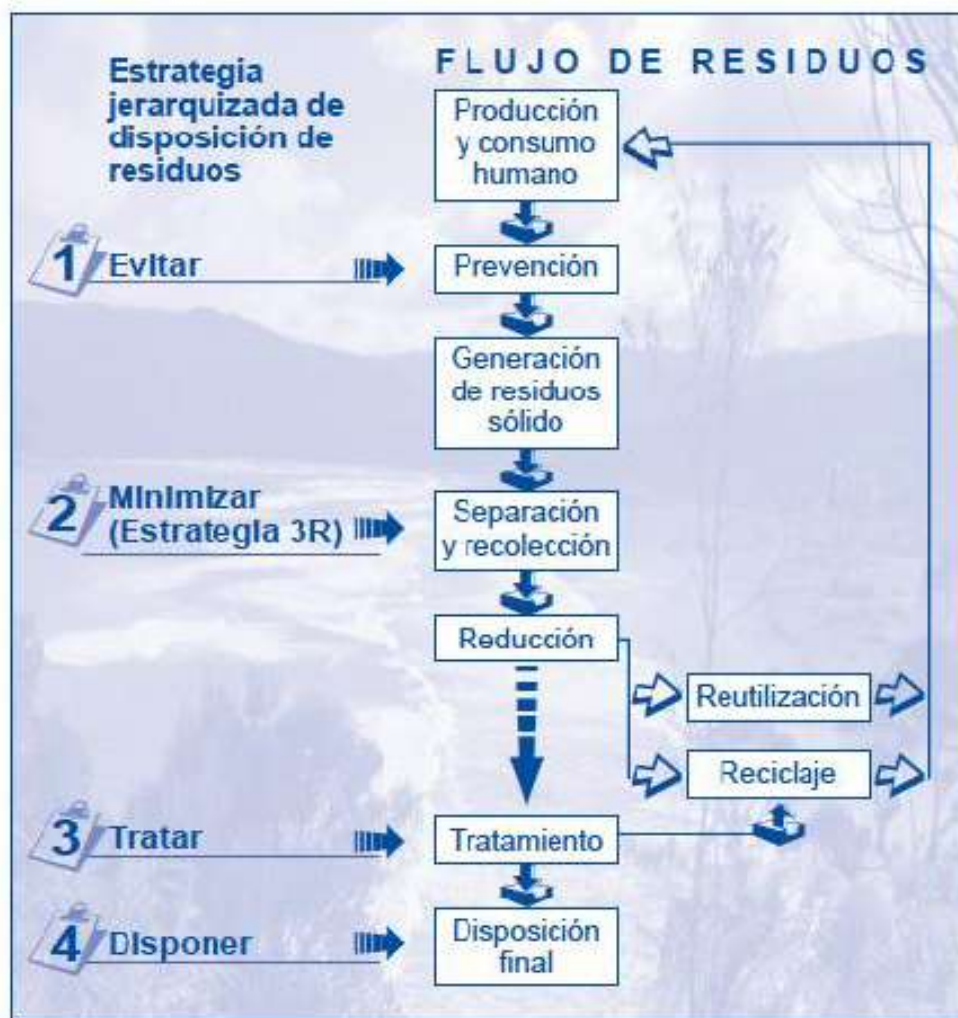 Estrategia
jerarquizada de
disposición de
residuos
FLUJO DE RESIDUOS
Producción
y consumo
humano
1 Evitar
Prevención
Generación
de residuos
sólido
2 Minimizar
(Estrategia 3R)
Separación
y recolección
Reducción
Reutilización
Reciclaje
3 Tratar
Tratamiento
4 Disponer
Disposición
final